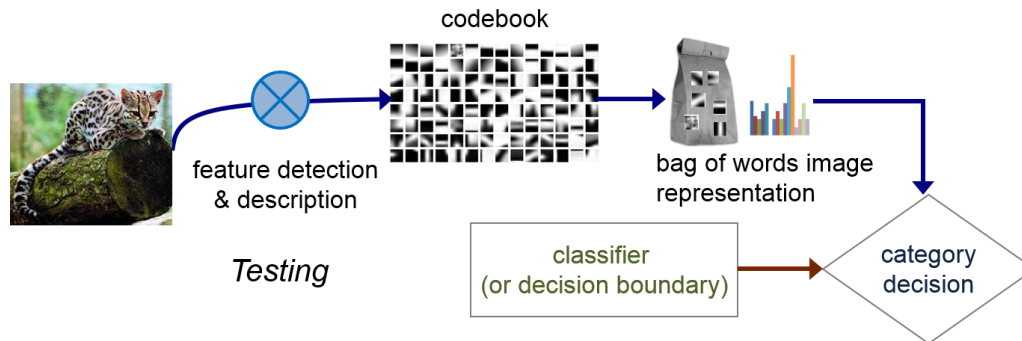 codebook
feature detection
& description
bag of words image
representation
Testing
classifier
(or decision boundary)
category
decision